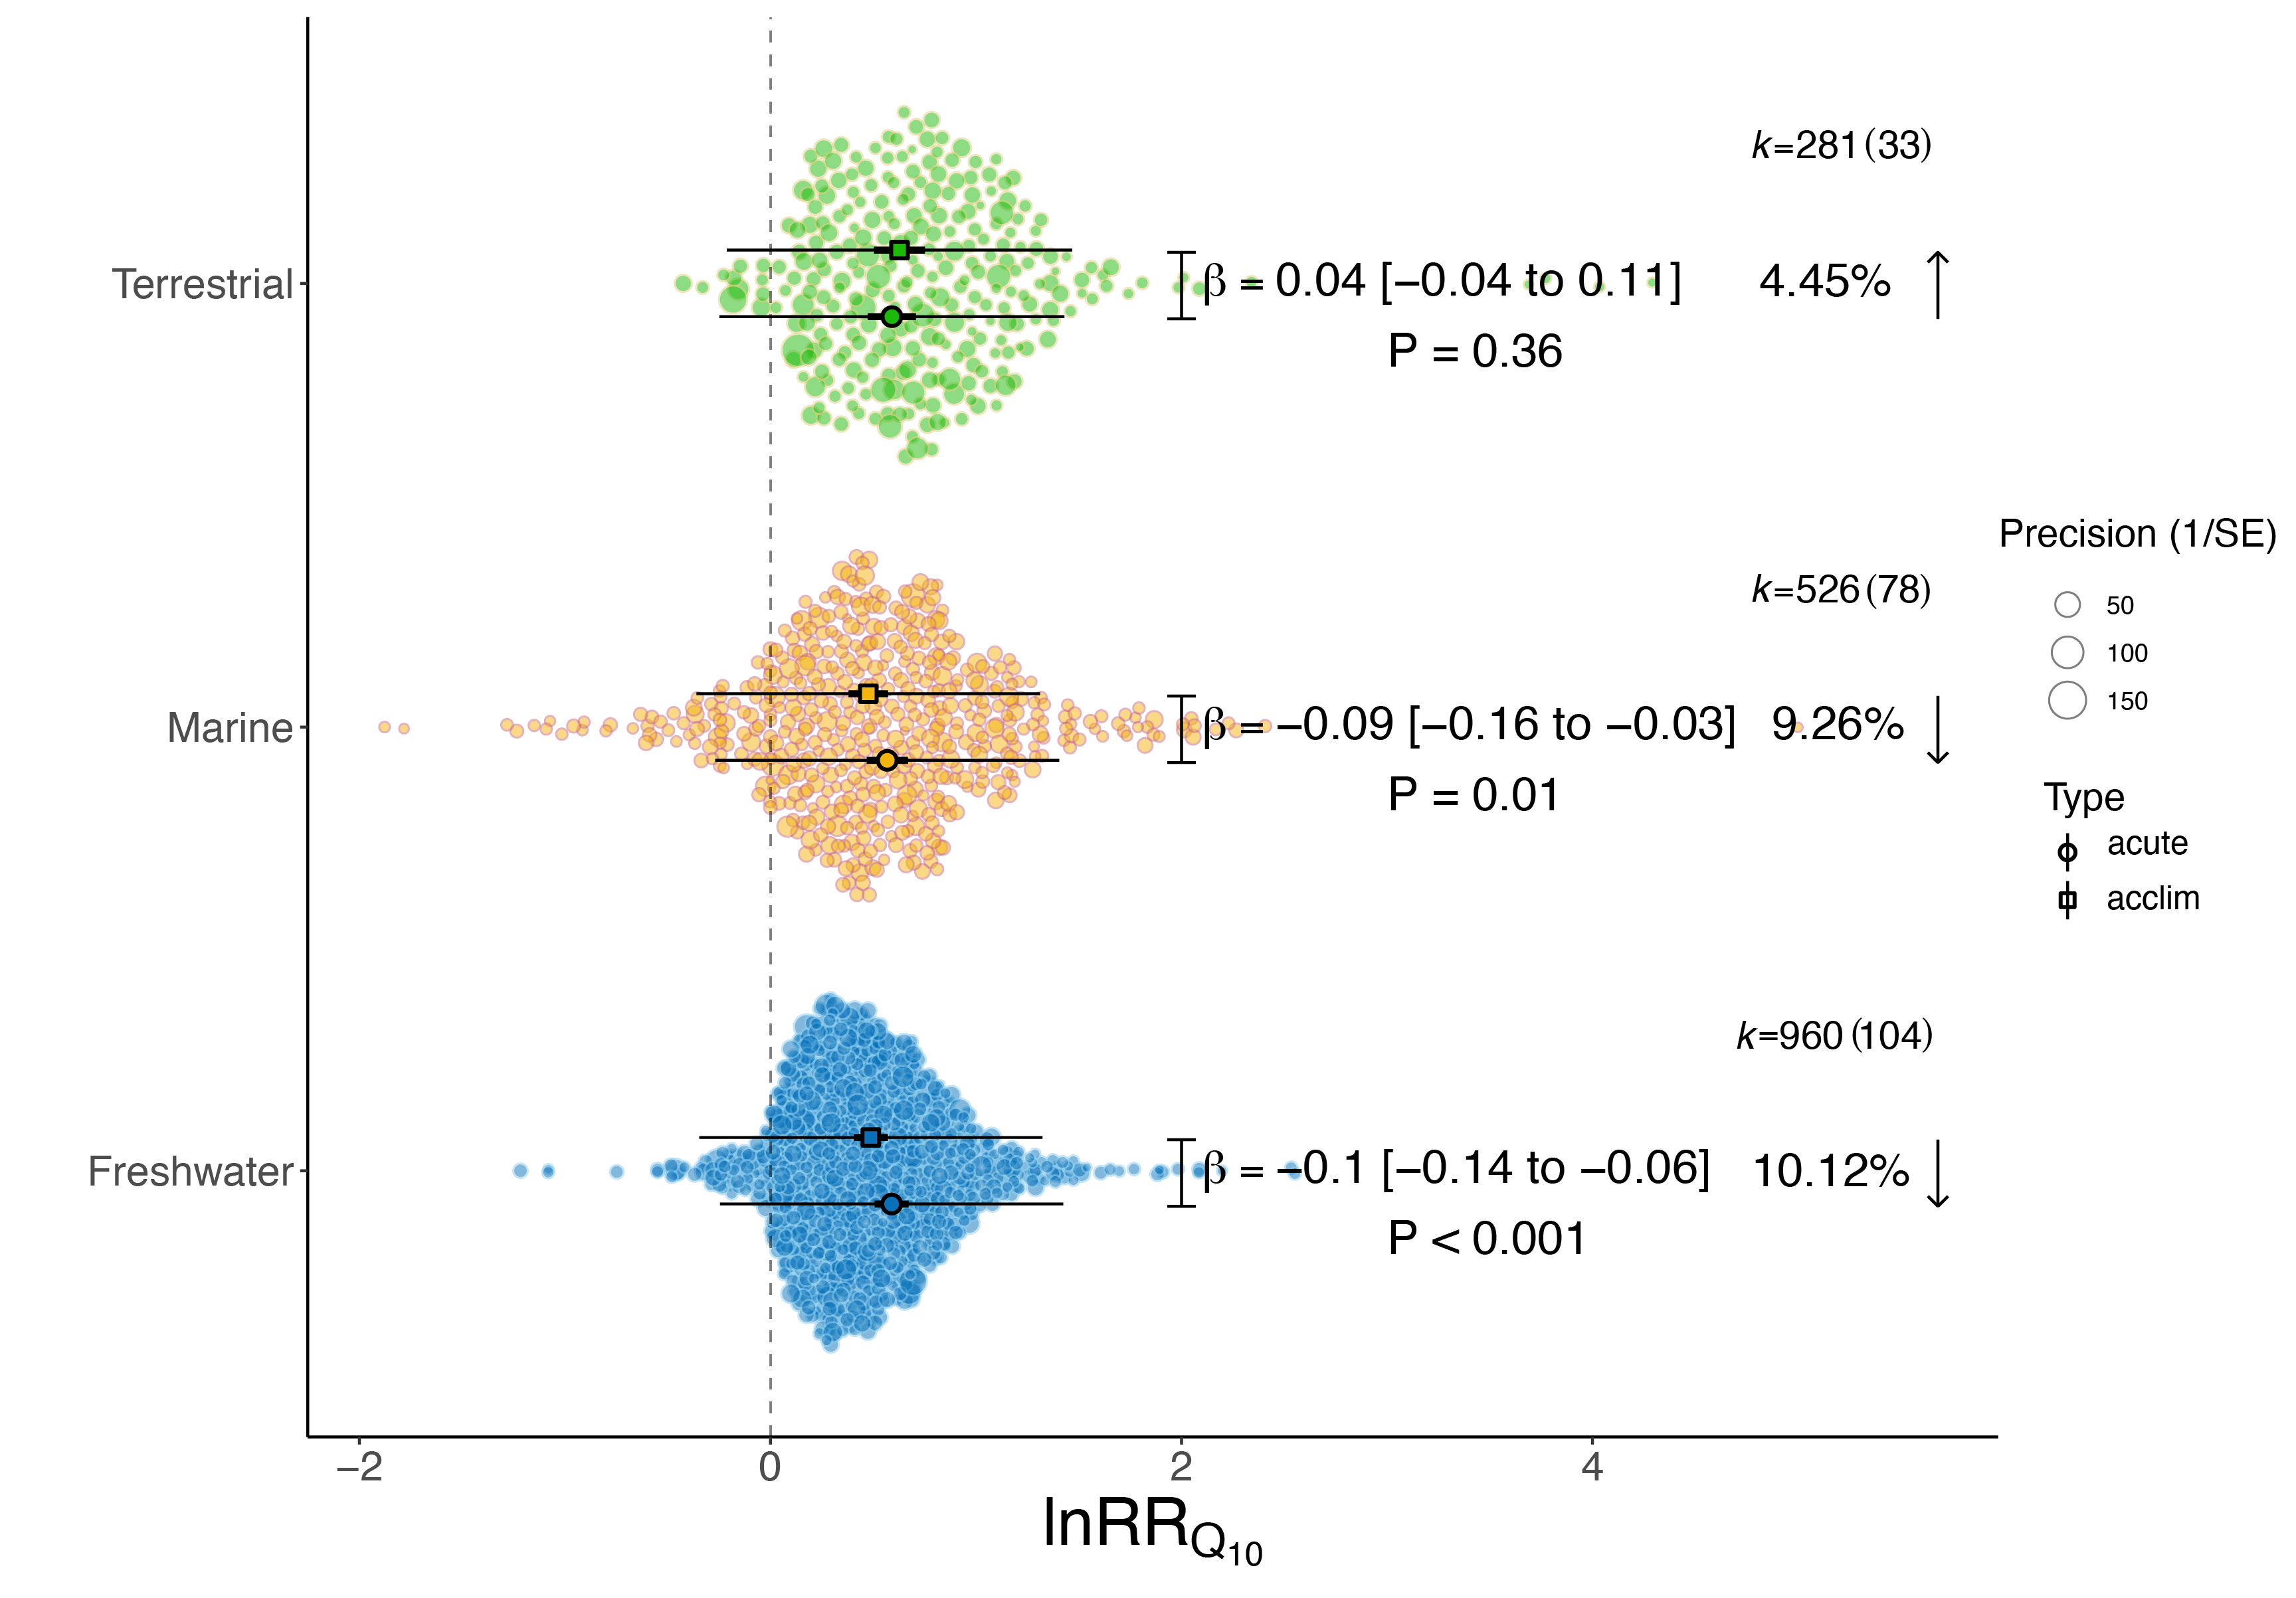 Terrestrial
k=281(33)
β = 0.04 [−0.04 to 0.11] 4.45%
P = 0.36
Marine
k=526(78)
β = −0.09 [−0.16 to −0.03] 9.26%
P = 0.01
Freshwater
k=960(104)
β = −0.1 [−0.14 to −0.06] 10.12%
P < 0.001
−2 0 2 4
lnRR Q10
Precision (1/SE)
50
100
150
Type
acute
acclim